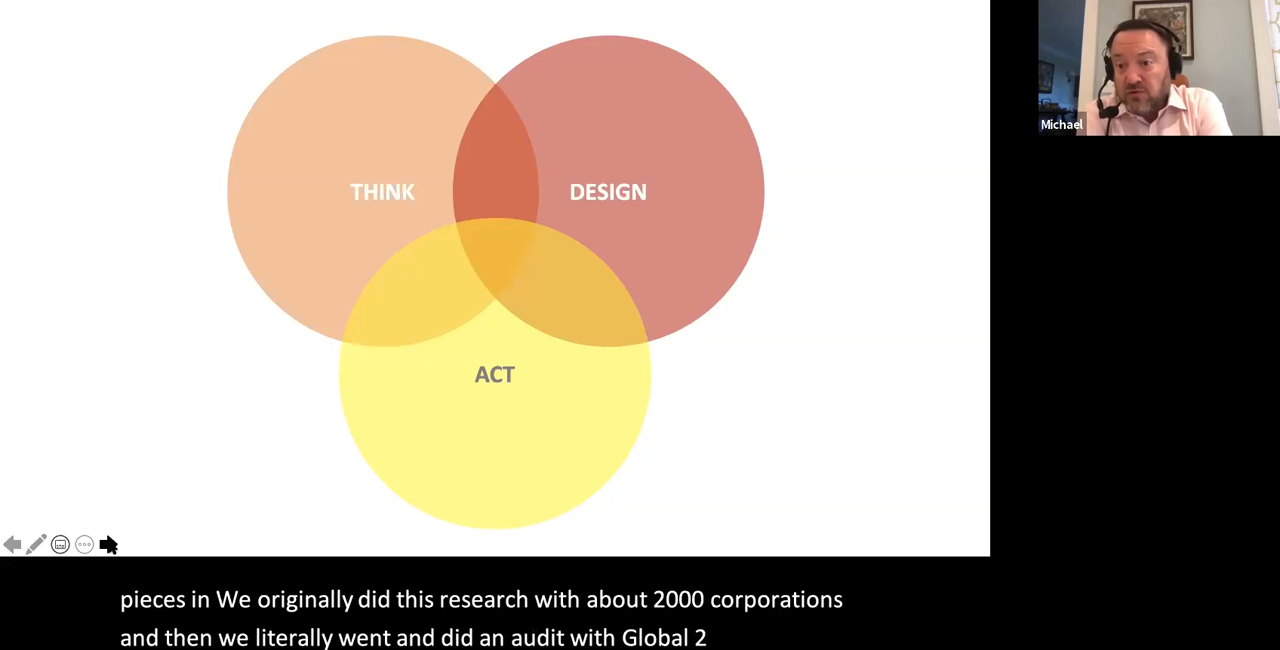 THINK
DESIGN
ACT
Michael
pieces in We originally did this research with about 2000 corporations
and then we literally went and did an audit with Global 2